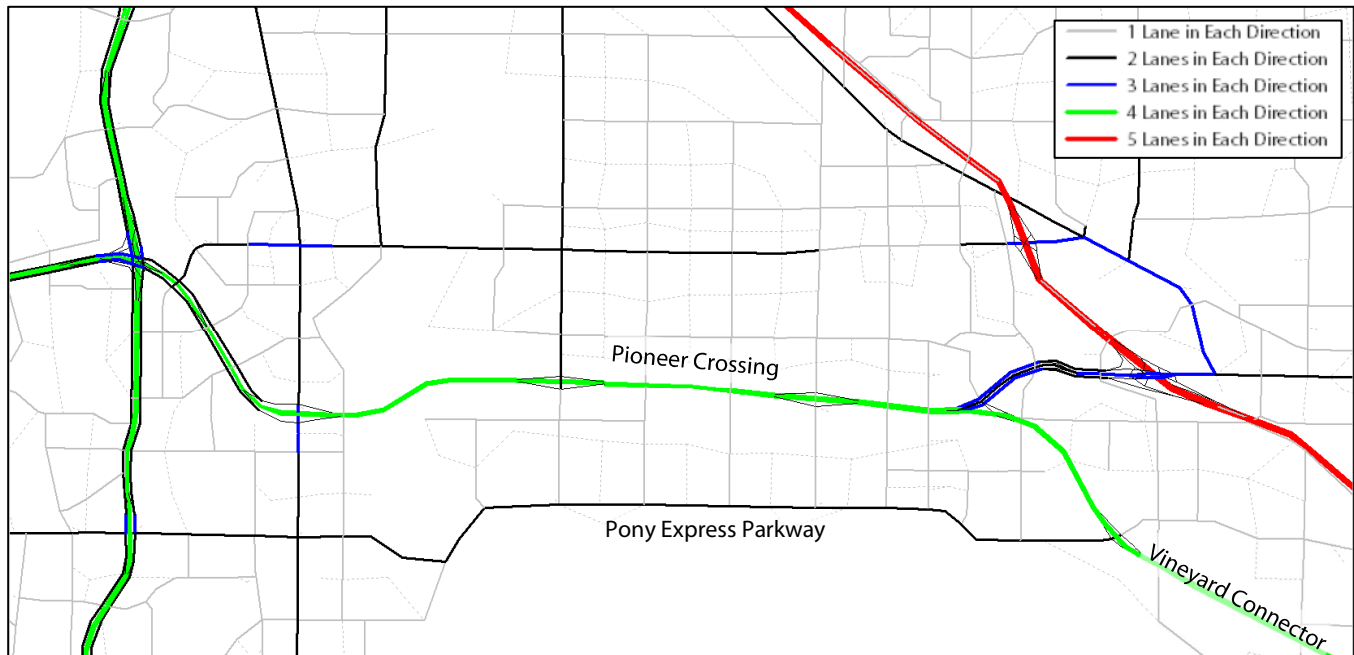 1 Lane in Each Direction
2 Lanes in Each Direction
3 Lanes in Each Direction
4 Lanes in Each Direction
5 Lanes in Each Direction
Pioneer Crossing
Pony Express Parkway
Vineyard Connector